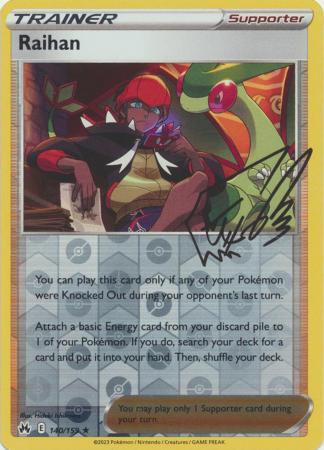 TRAINER
Supporter
Raihan
You can play this card only if any of your Pokémon
were Knocked Out during your opponent's last turn.
Attach a basic Energy card from your discard pile to
1 of your Pokémon. If you do, search your deck for a
card and put it into your hand. Then, shuffle your deck.
Illus. Hideki Ishikawa
You may play only 1 Supporter card during
your turn.
E
140/159 ★
©2023 Pokémon / Nintendo / Creatures / GAME FREAK